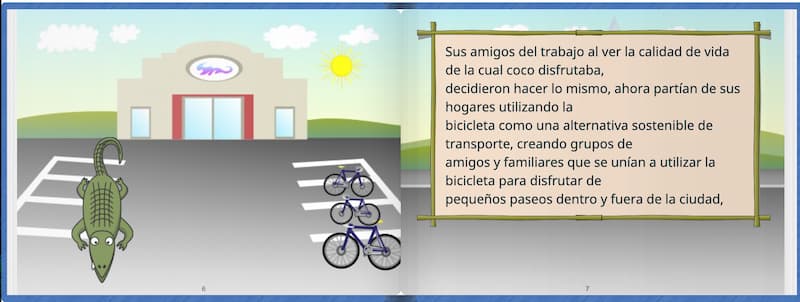 Sus amigos del trabajo al ver la calidad de vida
de la cual coco disfrutaba,
decidieron hacer lo mismo, ahora partían de sus
hogares utilizando la
bicicleta como una alternativa sostenible de
transporte, creando grupos de
amigos y familiares que se unían a utilizar la
bicicleta para disfrutar de
pequeños paseos dentro y fuera de la ciudad,
6
7